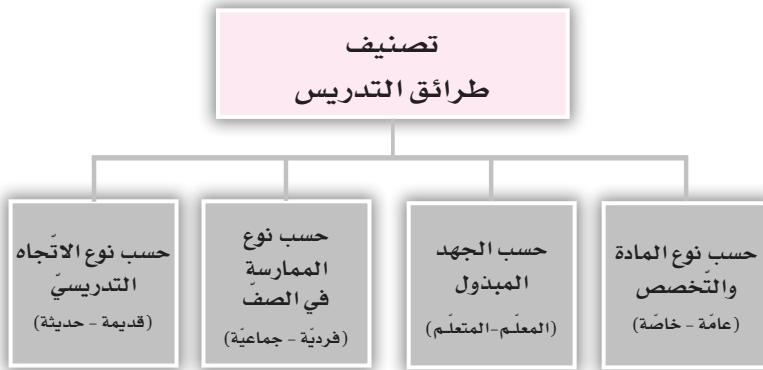 تصنيف
طرائق التدريس
حسب نوع المادة
والتّخصص
(عامّة - خاصّة)
حسب الجهد
المبذول
(المعلّم-المتعلّم)
حسب نوع
الممارسة
في الصفّ
(فرديّة - جماعيّة)
حسب نوع الاتّجاه
التدريسيّ
(قديمة - حديثة)